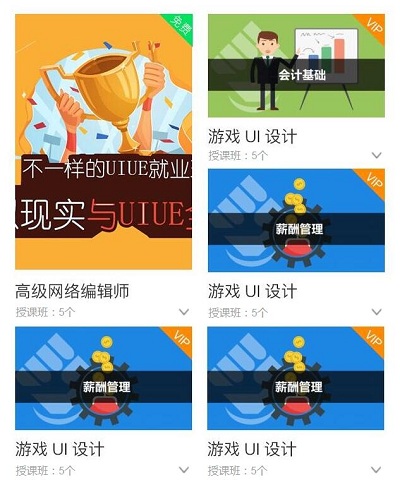 免费
不一样的UIUE就业
现实与UIUE
高级网络编辑师
授课班：5个
VIP
会计基础
游戏 UI 设计
授课班：5个
VIP
薪酬管理
游戏 UI 设计
授课班：5个
VIP
薪酬管理
游戏 UI 设计
授课班：5个
VIP
薪酬管理
游戏 UI 设计
授课班：5个